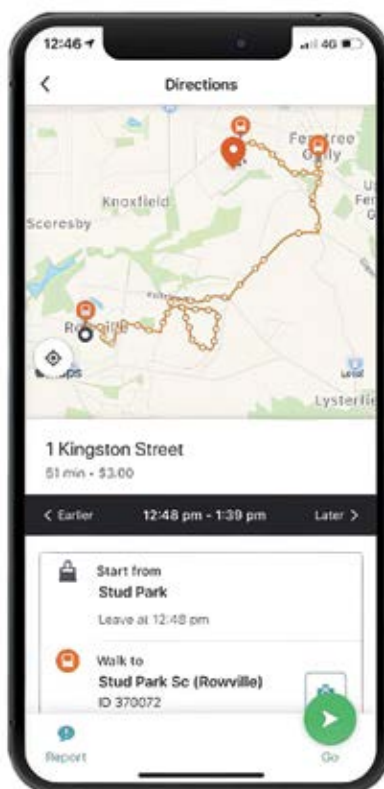 12:46
4G
Directions
Ferntree
Gully
Knoxfield
Scoresby
Rowville
Lysterfie
1 Kingston Street
51 min - $3.00
< Earlier 12:48 pm - 1:39 pm Later >
Start from
Stud Park
Leave at 12:48 pm
Walk to
Stud Park Sc (Rowville)
ID 370072
Report
Go